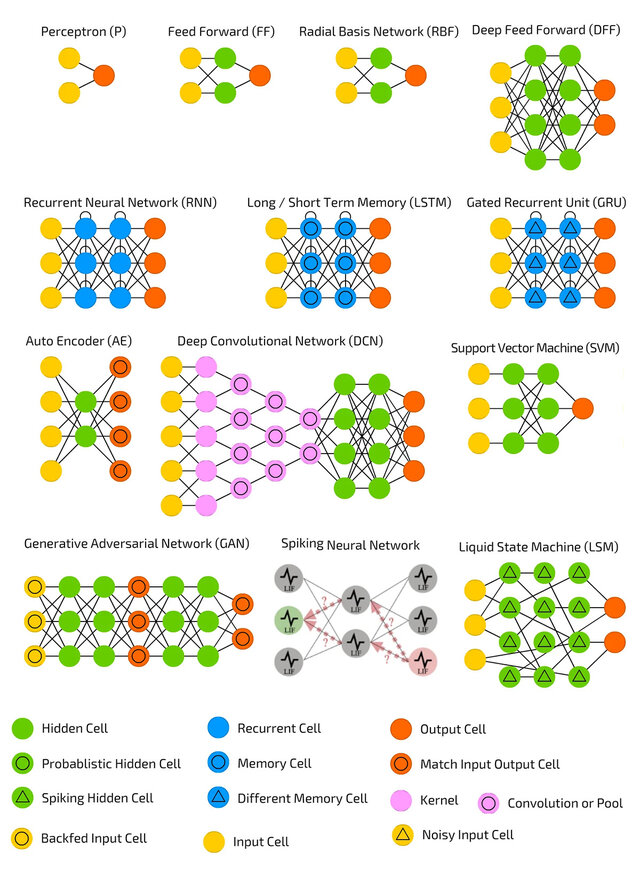 Perceptron (P)
Feed Forward (FF)
Radial Basis Network (RBF)
Deep Feed Forward (DFF)
Recurrent Neural Network (RNN)
Long / Short Term Memory (LSTM)
Gated Recurrent Unit (GRU)
Auto Encoder (AE)
Deep Convolutional Network (DCN)
Support Vector Machine (SVM)
Generative Adversarial Network (GAN)
Spiking Neural Network
Liquid State Machine (LSM)
LIF
LIF
?
LIF
?
LIF
LIF
?
LIF
?
LIF
LIF
Hidden Cell
Recurrent Cell
Output Cell
Probablistic Hidden Cell
Memory Cell
Match Input Output Cell
Spiking Hidden Cell
Different Memory Cell
Kernel
Convolution or Pool
Backfed Input Cell
Input Cell
Noisy Input Cell